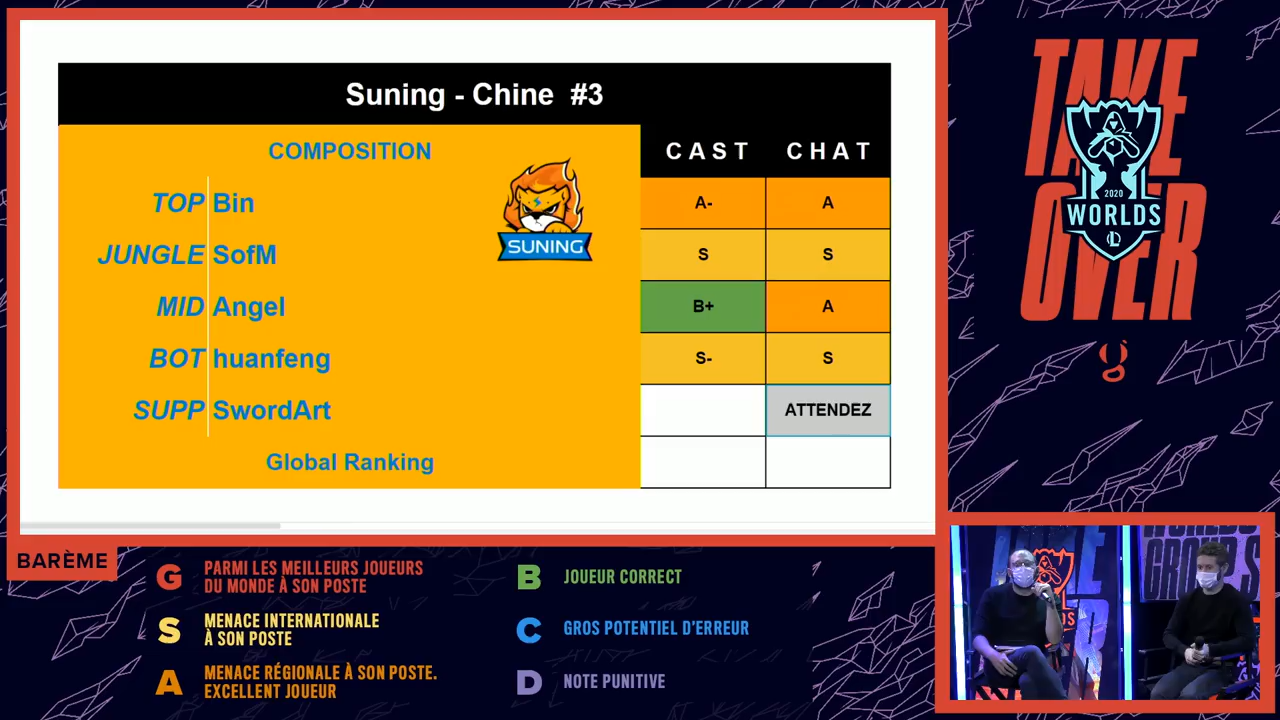 Suning - Chine #3
COMPOSITION
CAST CHAT
TOP Bin A- A
JUNGLE SofM S S
MID Angel B+ A
BOT huanfeng S- S
SUPP SwordArt ATTENDEZ
Global Ranking
SUNING
TAKE
OVER
2020
WORLDS
BARÈME
G PARMI LES MEILLEURS JOUEURS
DU MONDE À SON POSTE
S MENACE INTERNATIONALE
À SON POSTE
A MENACE RÉGIONALE À SON POSTE.
EXCELLENT JOUEUR
B JOUEUR CORRECT
C GROS POTENTIEL D'ERREUR
D NOTE PUNITIVE